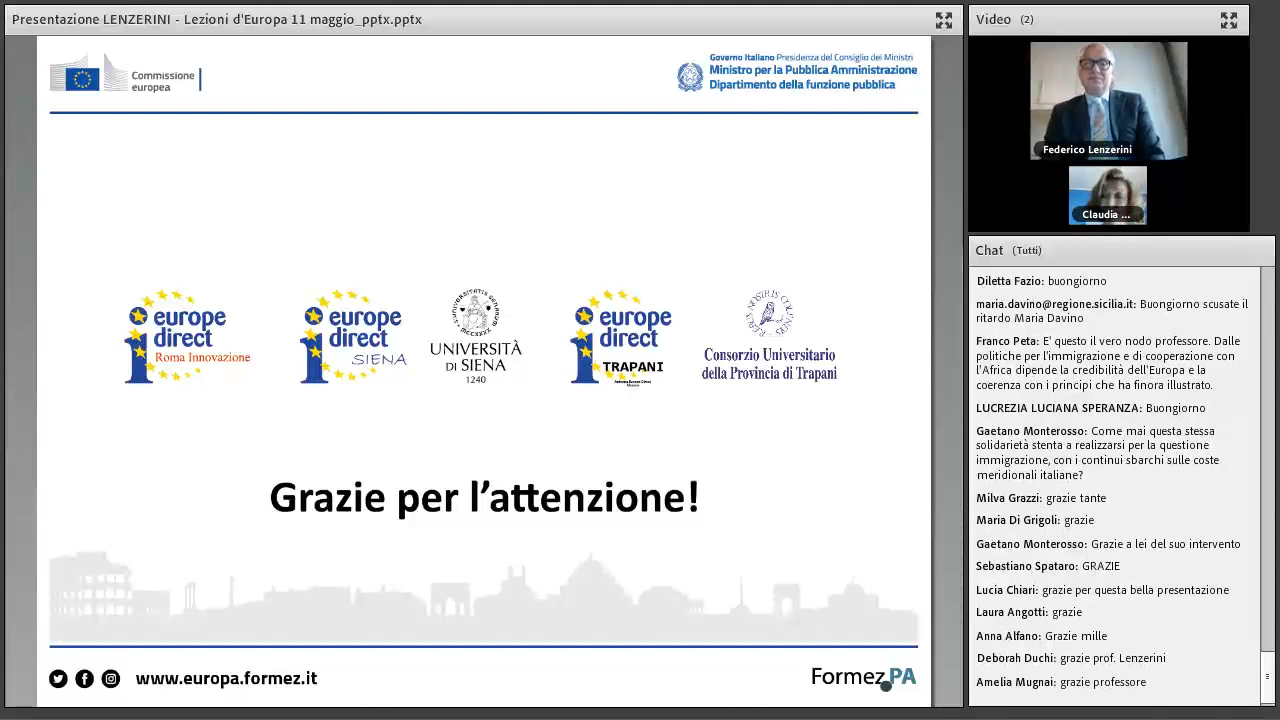 Presentazione LENZERINI - Lezioni d'Europa 11 maggio_pptx.pptx
Commissione
europea
Governo Italiano Presidenza del Consiglio dei Ministri
Ministro per la Pubblica Amministrazione
Dipartimento della funzione pubblica
europe
direct
Roma Innovazione
europe
direct
SIENA
UNIVERSITÀ
DI SIENA
1240
europe
direct
TRAPANI
Consorzio Universitario
della Provincia di Trapani
Grazie per l'attenzione!
www.europa.formez.it
Formez PA
Video (2)
Federico Lenzerini
Claudia ...
Chat (Tutti)
Diletta Fazio: buongiorno
maria.davino@regione.sicilia.it: Buongiorno scusate il
ritardo Maria Davino
Franco Peta: E' questo il vero nodo professore. Dalle
politiche per l'immigrazione e di cooperazione con
l'Africa dipende la credibilità dell'Europa e la
coerenza con i principi che ha finora illustrato.
LUCREZIA LUCIANA SPERANZA: Buongiorno
Gaetano Monterosso: Come mai questa stessa
solidarietà stenta a realizzarsi per la questione
immigrazione, con i continui sbarchi sulle coste
meridionali italiane?
Milva Grazzi: grazie tante
Maria Di Grigoli: grazie
Gaetano Monterosso: Grazie a lei del suo intervento
Sebastiano Spataro: GRAZIE
Lucia Chiari: grazie per questa bella presentazione
Laura Angotti: grazie
Anna Alfano: Grazie mille
Deborah Duchi: grazie prof. Lenzerini
Amelia Mugnai: grazie professore